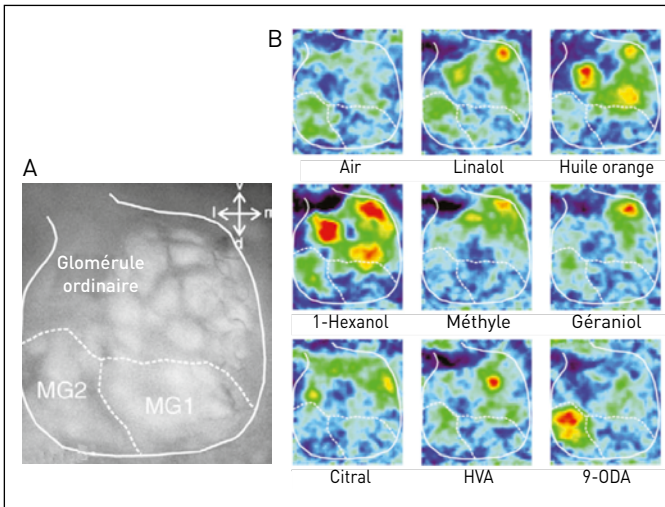 B
Air
Linalol
Huile orange
A
v
l
m
d
Glomérule
ordinaire
1-Hexanol
Méthyle
Géraniol
MG2
MG1
Citral
HVA
9-ODA